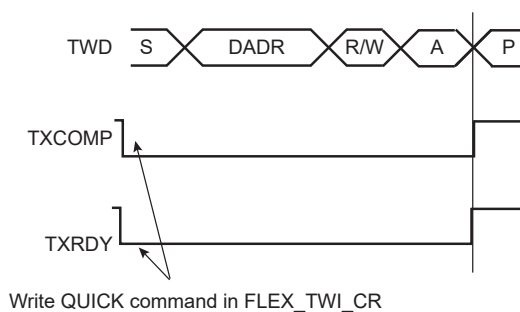 TWD S DADR R/W A P
TXCOMP
TXRDY
Write QUICK command in FLEX_TWI_CR